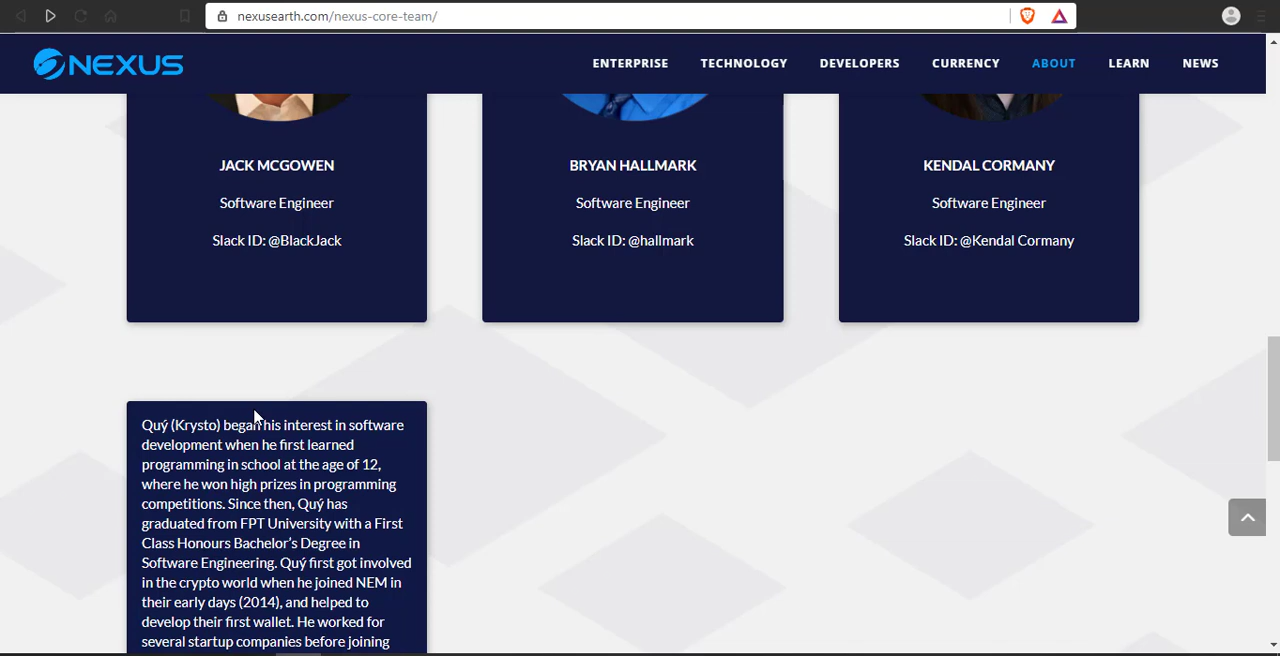 nexusearth.com/nexus-core-team/
NEXUS
ENTERPRISE TECHNOLOGY DEVELOPERS CURRENCY ABOUT LEARN NEWS
JACK MCGOWEN
Software Engineer
Slack ID: @BlackJack
BRYAN HALLMARK
Software Engineer
Slack ID: @hallmark
KENDAL CORMANY
Software Engineer
Slack ID: @Kendal Cormany
Quý (Krysto) began his interest in software
development when he first learned
programming in school at the age of 12,
where he won high prizes in programming
competitions. Since then, Quý has
graduated from FPT University with a First
Class Honours Bachelor's Degree in
Software Engineering. Quý first got involved
in the crypto world when he joined NEM in
their early days (2014), and helped to
develop their first wallet. He worked for
several startup companies before joining